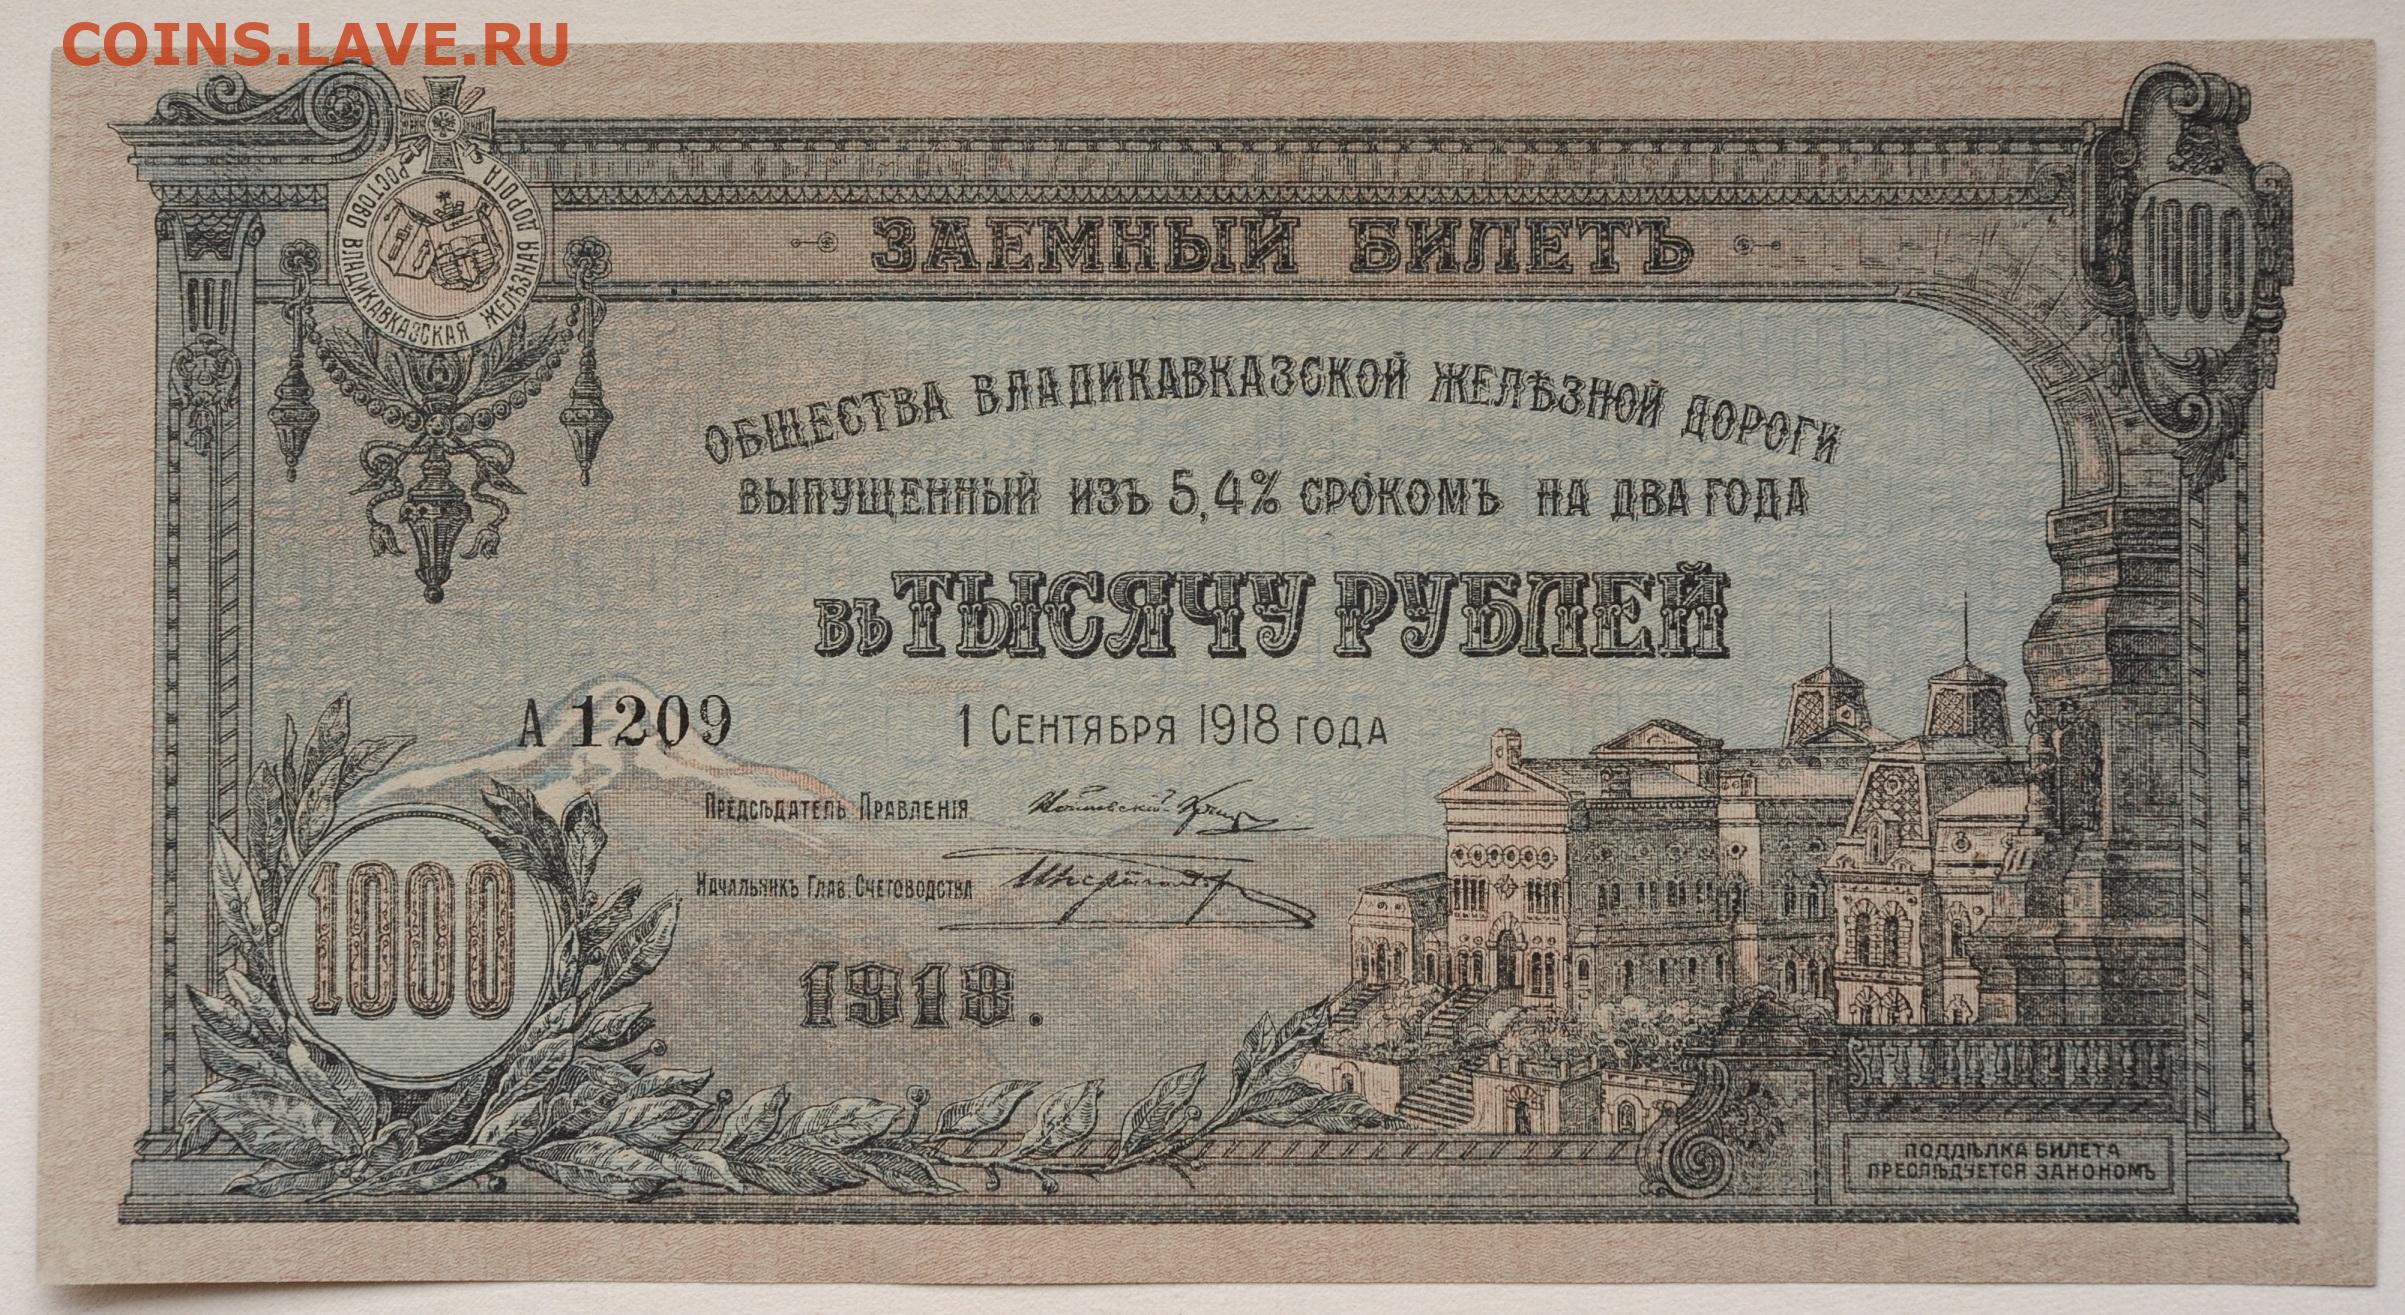 COINS.LAVE.RU
РОСТОВО ВЛАДИКАВКАЗСКАЯ ЖЕЛѢЗНАЯ ДОРОГА
1000
ЗАЕМНЫЙ БИЛЕТЪ
ОБЩЕСТВА ВЛАДИКАВКАЗСКОЙ ЖЕЛѢЗНОЙ ДОРОГИ
ВЫПУЩЕННЫЙ ИЗЪ 5,4% СРОКОМЪ НА ДВА ГОДА
ВЪ ТЫСЯЧУ РУБЛЕЙ
А 1209
1 СЕНТЯБРЯ 1918 ГОДА
ПРЕДСѢДАТЕЛЬ ПРАВЛЕНІЯ
НАЧАЛЬНИКЪ ГЛАВ. СЧЕТОВОДСТВА
1000
1918.
ПОДДѢЛКА БИЛЕТА
ПРЕСЛѢДУЕТСЯ ЗАКОНОМЪ